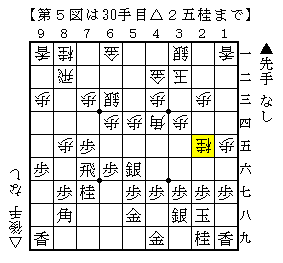 【第5図は30手目△2五桂まで】
9 8 7 6 5 4 3 2 1
香 桂 金 銀 香 一
飛 金 王 二
歩 歩 銀 歩 歩 三
歩 歩 角 歩 四
歩 歩 桂 歩 五
歩 飛 歩 銀 六
歩 桂 歩 歩 歩 歩 歩 七
角 金 銀 玉 八
香 金 桂 香 九
▲先手 なし
△後手 なし